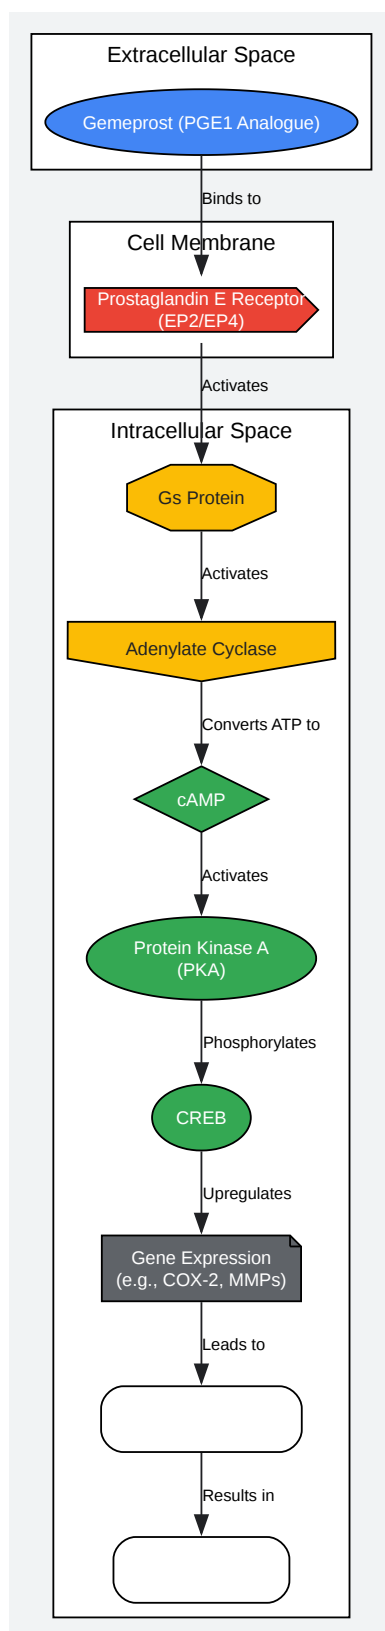 Extracellular Space
Gemeprost (PGE1 Analogue)
Binds to
Cell Membrane
Prostaglandin E Receptor
(EP2/EP4)
Activates
Intracellular Space
Gs Protein
Activates
Adenylate Cyclase
Converts ATP to
cAMP
Activates
Protein Kinase A
(PKA)
Phosphorylates
CREB
Upregulates
Gene Expression
(e.g., COX-2, MMPs)
Leads to
Results in